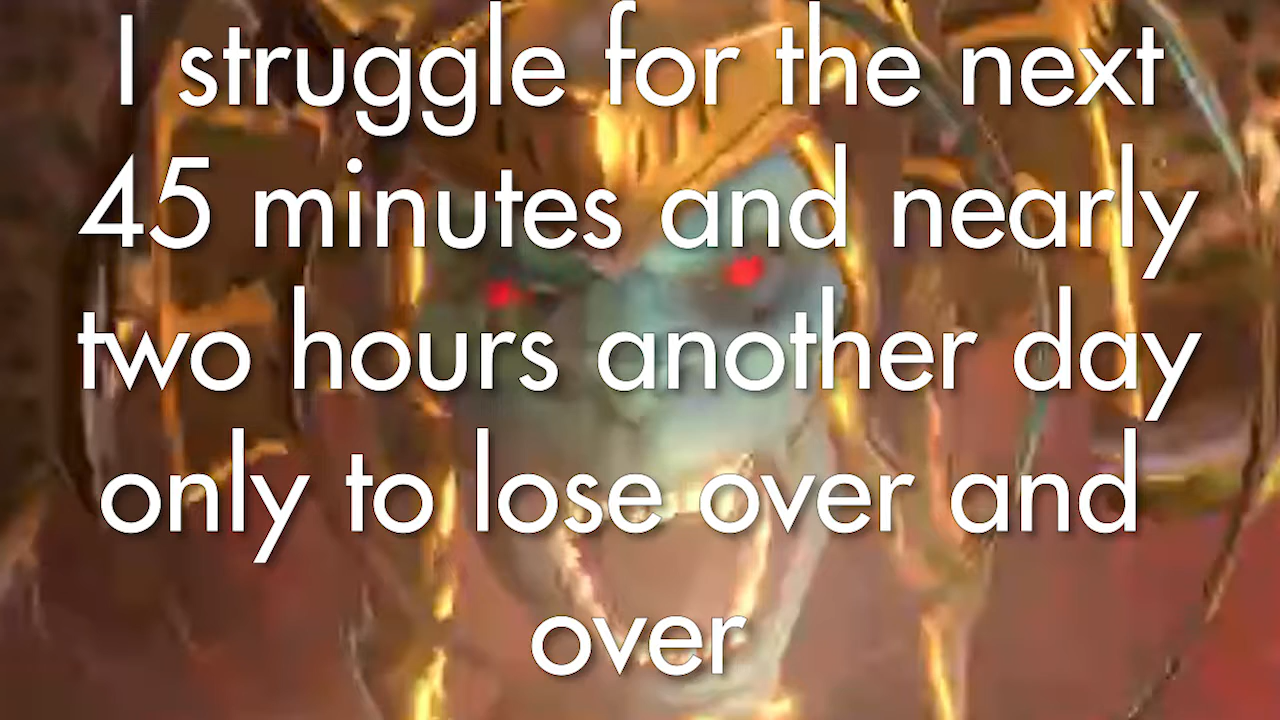 I struggle for the next
45 minutes and nearly
two hours another day
only to lose over and
over